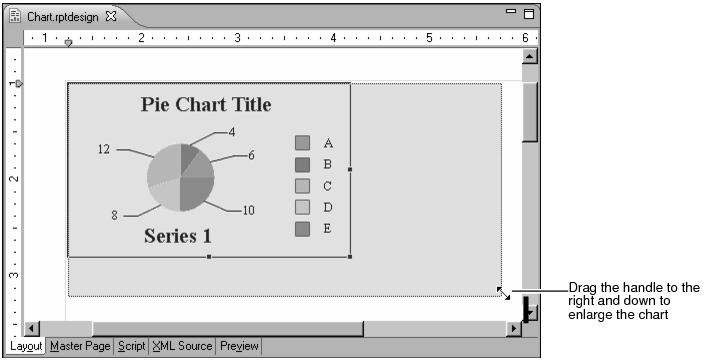 Chart.rptdesign
1 2 3 4 5 6
1
2
3
Pie Chart Title
4
12
6
8
10
A
B
C
D
E
Series 1
Drag the handle to the
right and down to
enlarge the chart
Layout Master Page Script XML Source Preview